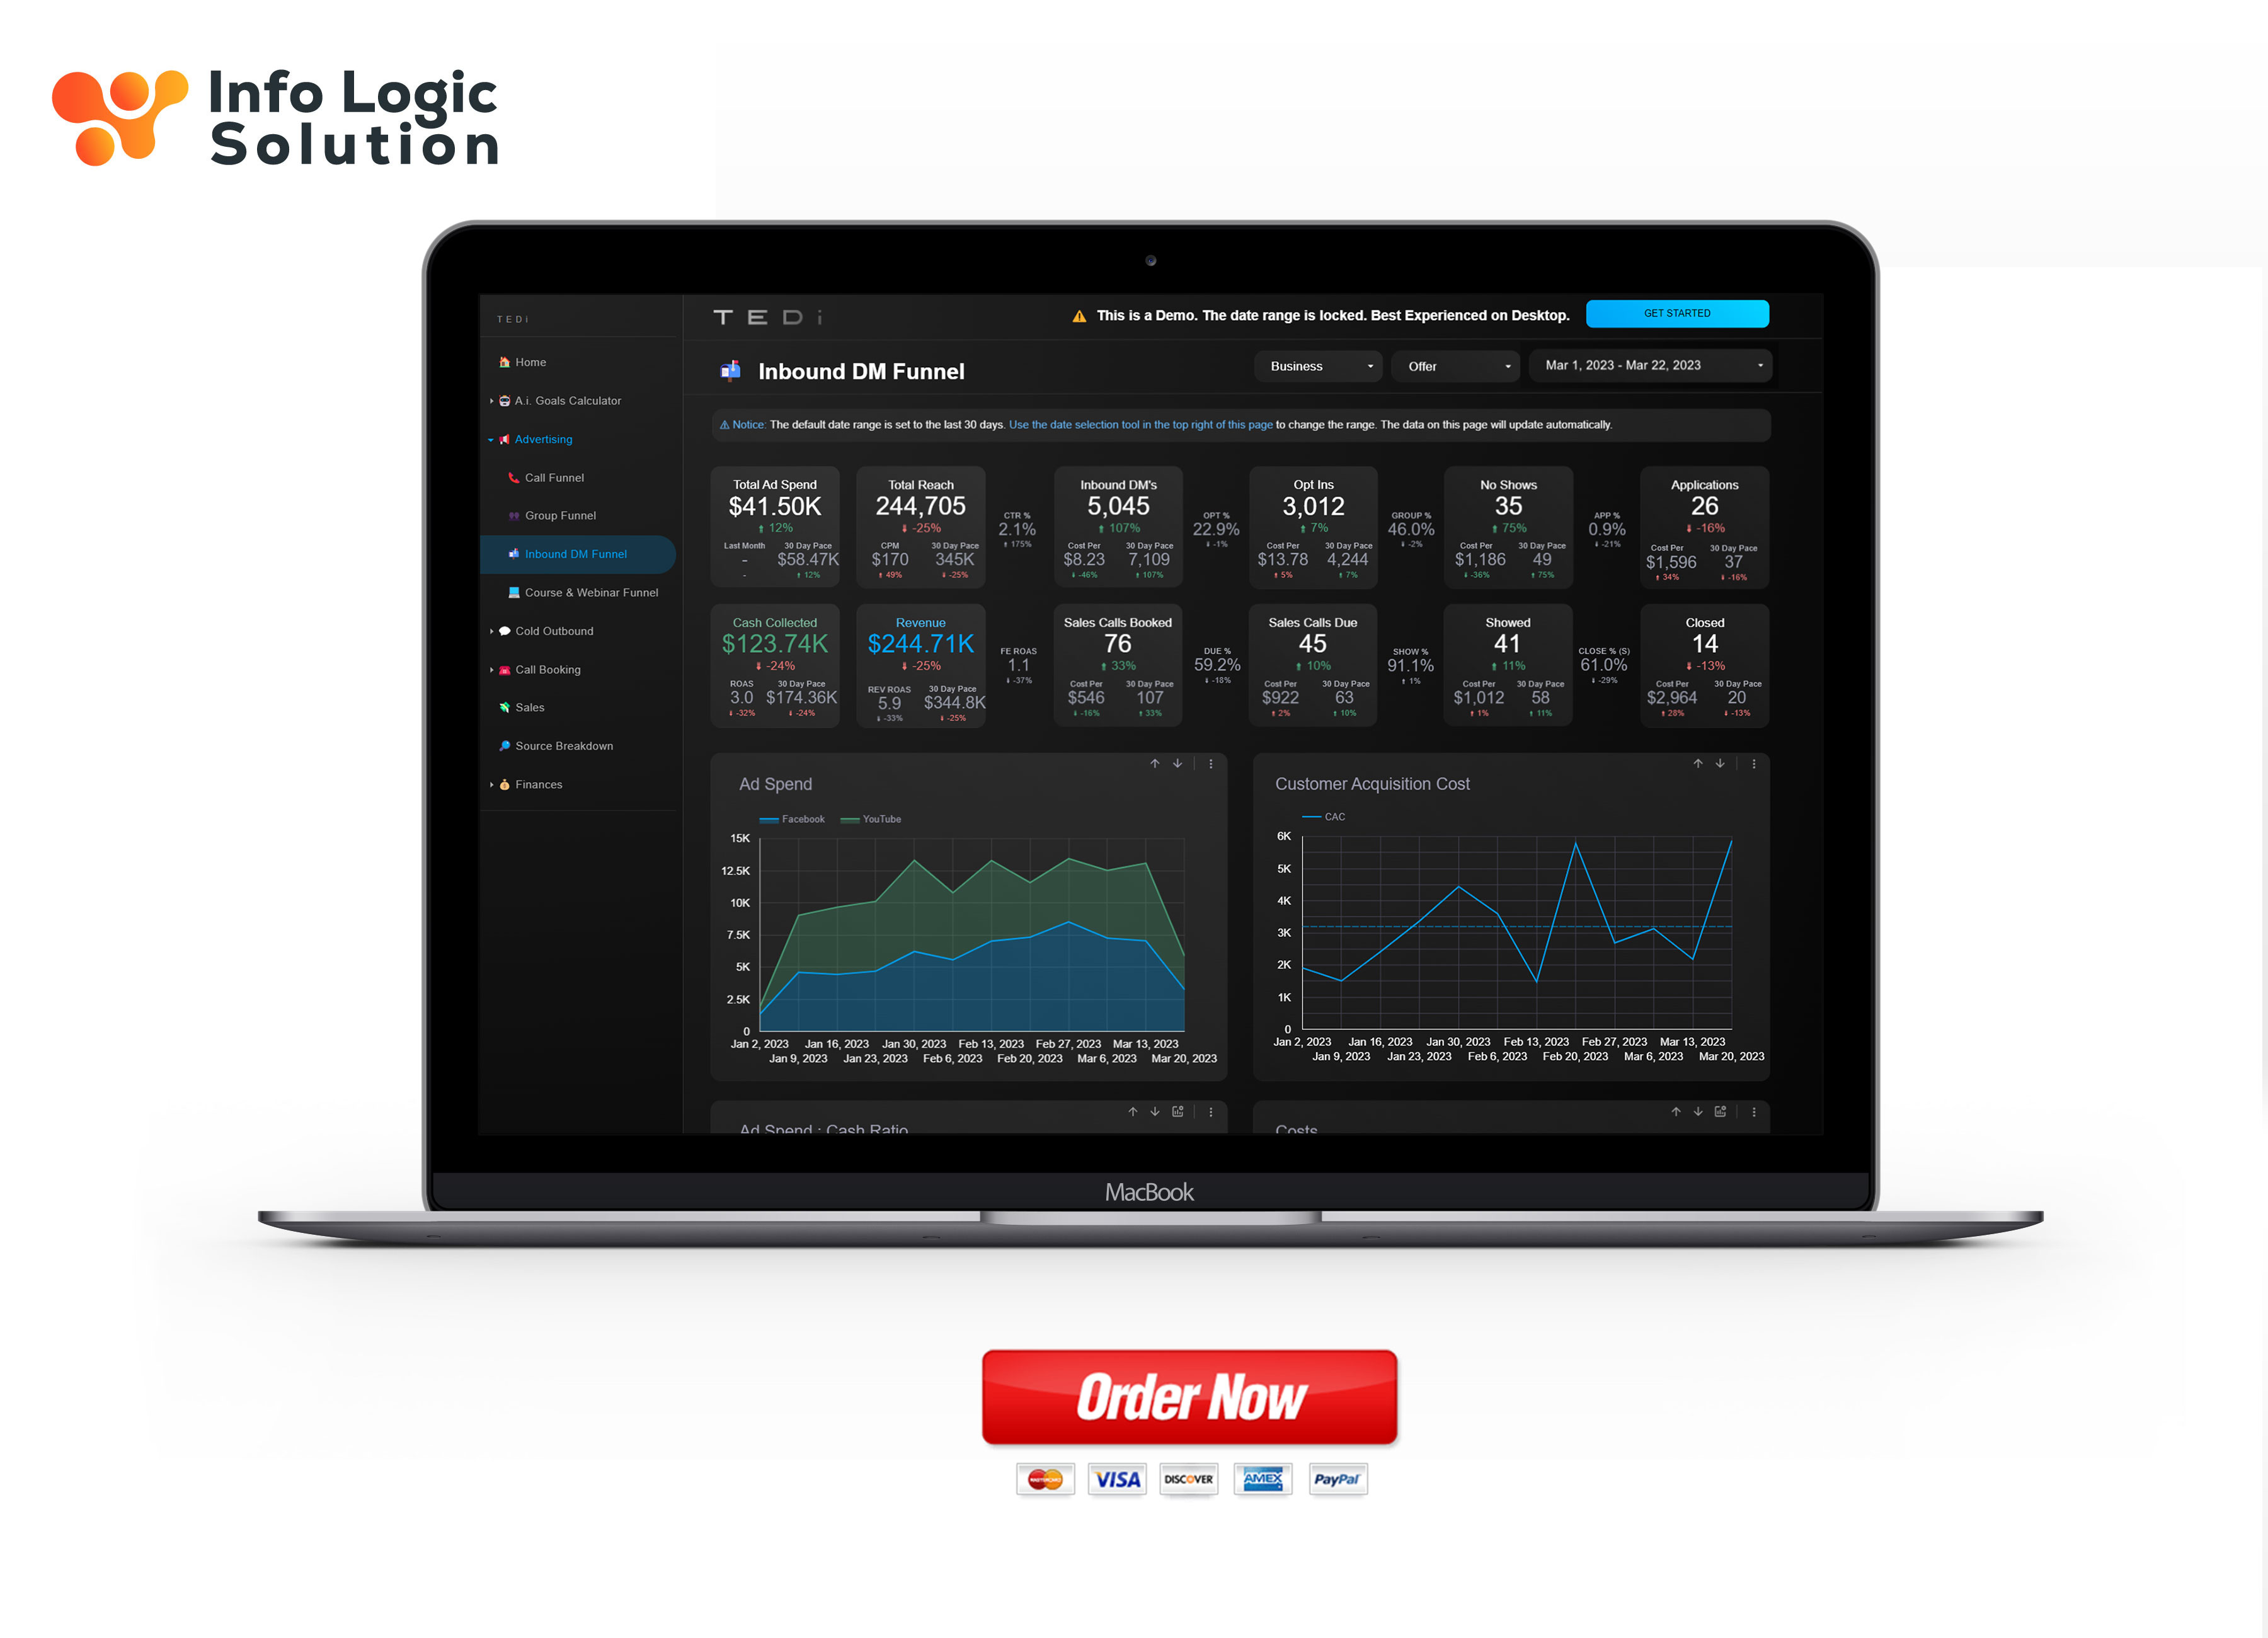 Info Logic
Solution
TEDi
TEDi
⚠ This is a Demo. The date range is locked. Best Experienced on Desktop.
GET STARTED
Home
A.i. Goals Calculator
Advertising
Call Funnel
Group Funnel
Inbound DM Funnel
Course & Webinar Funnel
Cold Outbound
Call Booking
Sales
Source Breakdown
Finances
Inbound DM Funnel
Business
Offer
Mar 1, 2023 - Mar 22, 2023
Notice: The default date range is set to the last 30 days. Use the date selection tool in the top right of this page to change the range. The data on this page will update automatically.
Total Ad Spend
$41.50K
12%
Last Month 30 Day Pace
- $58.47K
- 12%
Total Reach
244,705
-25%
CPM 30 Day Pace
$170 345K
49% -25%
CTR %
2.1%
175%
Inbound DM's
5,045
107%
Cost Per 30 Day Pace
$8.23 7,109
-46% 107%
OPT %
22.9%
-1%
Opt Ins
3,012
7%
Cost Per 30 Day Pace
$13.78 4,244
5% 7%
GROUP %
46.0%
-2%
No Shows
35
75%
Cost Per 30 Day Pace
$1,186 49
-36% 75%
APP %
0.9%
-21%
Applications
26
-16%
Cost Per 30 Day Pace
$1,596 37
34% -16%
Cash Collected
$123.74K
-24%
ROAS 30 Day Pace
3.0 $174.36K
-32% -24%
Revenue
$244.71K
-25%
REV ROAS 30 Day Pace
5.9 $344.8K
-33% -25%
FE ROAS
1.1
-37%
Sales Calls Booked
76
33%
Cost Per 30 Day Pace
$546 107
-16% 33%
DUE %
59.2%
-18%
Sales Calls Due
45
10%
Cost Per 30 Day Pace
$922 63
2% 10%
SHOW %
91.1%
1%
Showed
41
11%
Cost Per 30 Day Pace
$1,012 58
1% 11%
CLOSE % (S)
61.0%
-29%
Closed
14
-13%
Cost Per 30 Day Pace
$2,964 20
28% -13%
Ad Spend
Facebook YouTube
15K
12.5K
10K
7.5K
5K
2.5K
0
Jan 2, 2023 Jan 16, 2023 Jan 30, 2023 Feb 13, 2023 Feb 27, 2023 Mar 13, 2023
Jan 9, 2023 Jan 23, 2023 Feb 6, 2023 Feb 20, 2023 Mar 6, 2023 Mar 20, 2023
Customer Acquisition Cost
CAC
6K
5K
4K
3K
2K
1K
0
Jan 2, 2023 Jan 16, 2023 Jan 30, 2023 Feb 13, 2023 Feb 27, 2023 Mar 13, 2023
Jan 9, 2023 Jan 23, 2023 Feb 6, 2023 Feb 20, 2023 Mar 6, 2023 Mar 20, 2023
Ad Spend : Cash Ratio
Costs
MacBook
Order Now
MASTERCARD VISA DISCOVER AMEX PayPal